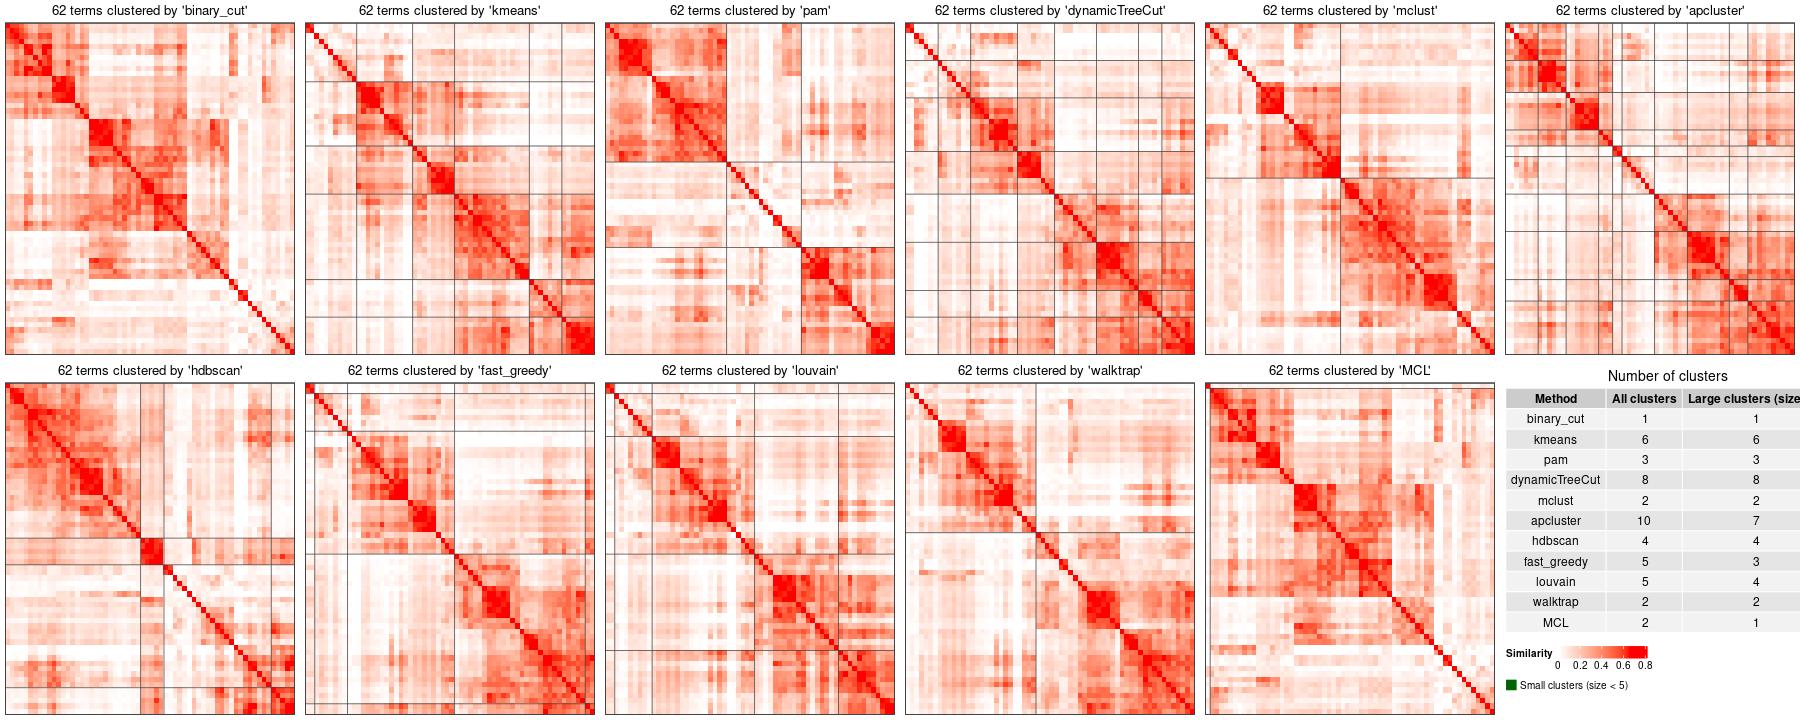 62 terms clustered by 'binary_cut'
62 terms clustered by 'kmeans'
62 terms clustered by 'pam'
62 terms clustered by 'dynamicTreeCut'
62 terms clustered by 'mclust'
62 terms clustered by 'apcluster'
62 terms clustered by 'hdbscan'
62 terms clustered by 'fast_greedy'
62 terms clustered by 'louvain'
62 terms clustered by 'walktrap'
62 terms clustered by 'MCL'
Number of clusters
Method All clusters Large clusters (size
binary_cut 1 1
kmeans 6 6
pam 3 3
dynamicTreeCut 8 8
mclust 2 2
apcluster 10 7
hdbscan 4 4
fast_greedy 5 3
louvain 5 4
walktrap 2 2
MCL 2 1
Similarity
0 0.2 0.4 0.6 0.8
Small clusters (size < 5)